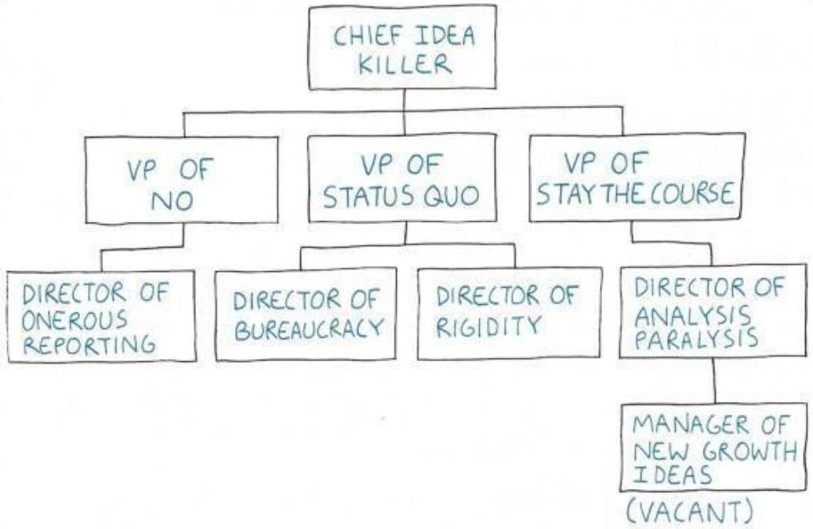 CHIEF IDEA
KILLER
VP OF
NO
VP OF
STATUS QUO
VP OF
STAY THE COURSE
DIRECTOR OF
ONEROUS
REPORTING
DIRECTOR OF
BUREAUCRACY
DIRECTOR OF
RIGIDITY
DIRECTOR OF
ANALYSIS
PARALYSIS
MANAGER OF
NEW GROWTH
IDEAS
(VACANT)